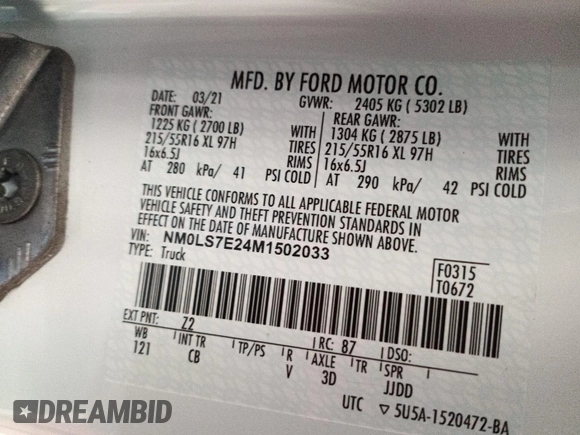 MFD. BY FORD MOTOR CO.
DATE: 03/21 GVWR: 2405 KG ( 5302 LB)
FRONT GAWR: REAR GAWR:
1225 KG ( 2700 LB) WITH 1304 KG ( 2875 LB) WITH
215/55R16 XL 97H TIRES 215/55R16 XL 97H TIRES
16x6.5J RIMS 16x6.5J RIMS
AT 280 kPa/ 41 PSI COLD AT 290 kPa/ 42 PSI COLD
THIS VEHICLE CONFORMS TO ALL APPLICABLE FEDERAL MOTOR
VEHICLE SAFETY AND THEFT PREVENTION STANDARDS IN
EFFECT ON THE DATE OF MANUFACTURE SHOWN ABOVE.
VIN: NM0LS7E24M1502033
TYPE: Truck
F0315
T0672
EXT PNT: Z2 RC: 87 DSO:
WB INT TR TP/PS R AXLE TR SPR
121 CB V 3D JJDD
UTC ▽ 5U5A-1520472-BA
DREAMBID